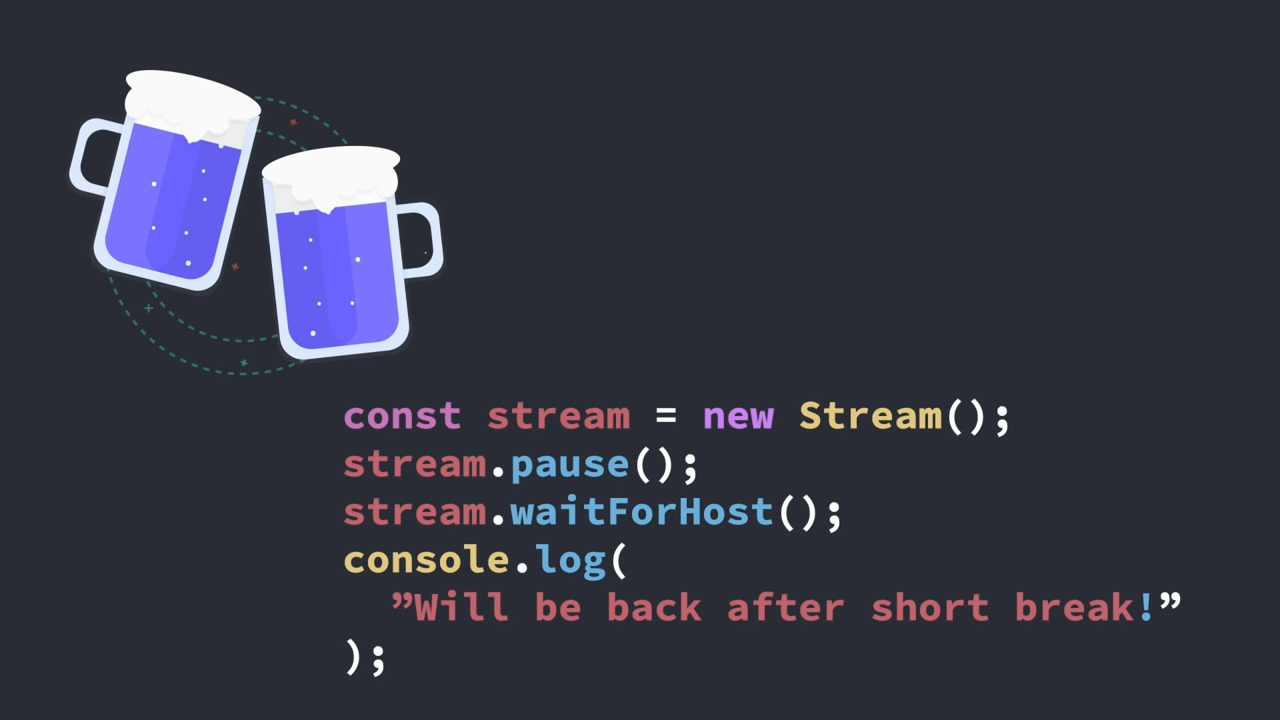 const stream = new Stream();
stream.pause();
stream.waitForHost();
console.log(
  ”Will be back after short break!”
);